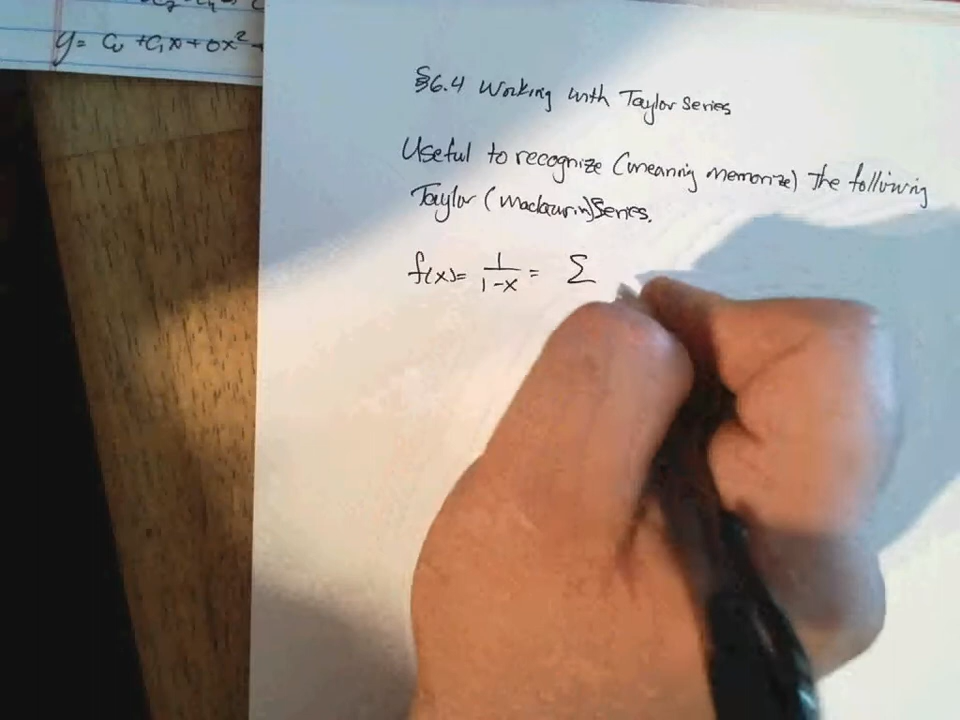 y = c₀ + c₁x + 0x² -
§6.4 Working with Taylor series
Useful to recognize (meaning memorize) The following
Taylor (Maclaurin) Series.
f(x) = 1/(1-x) = Σ